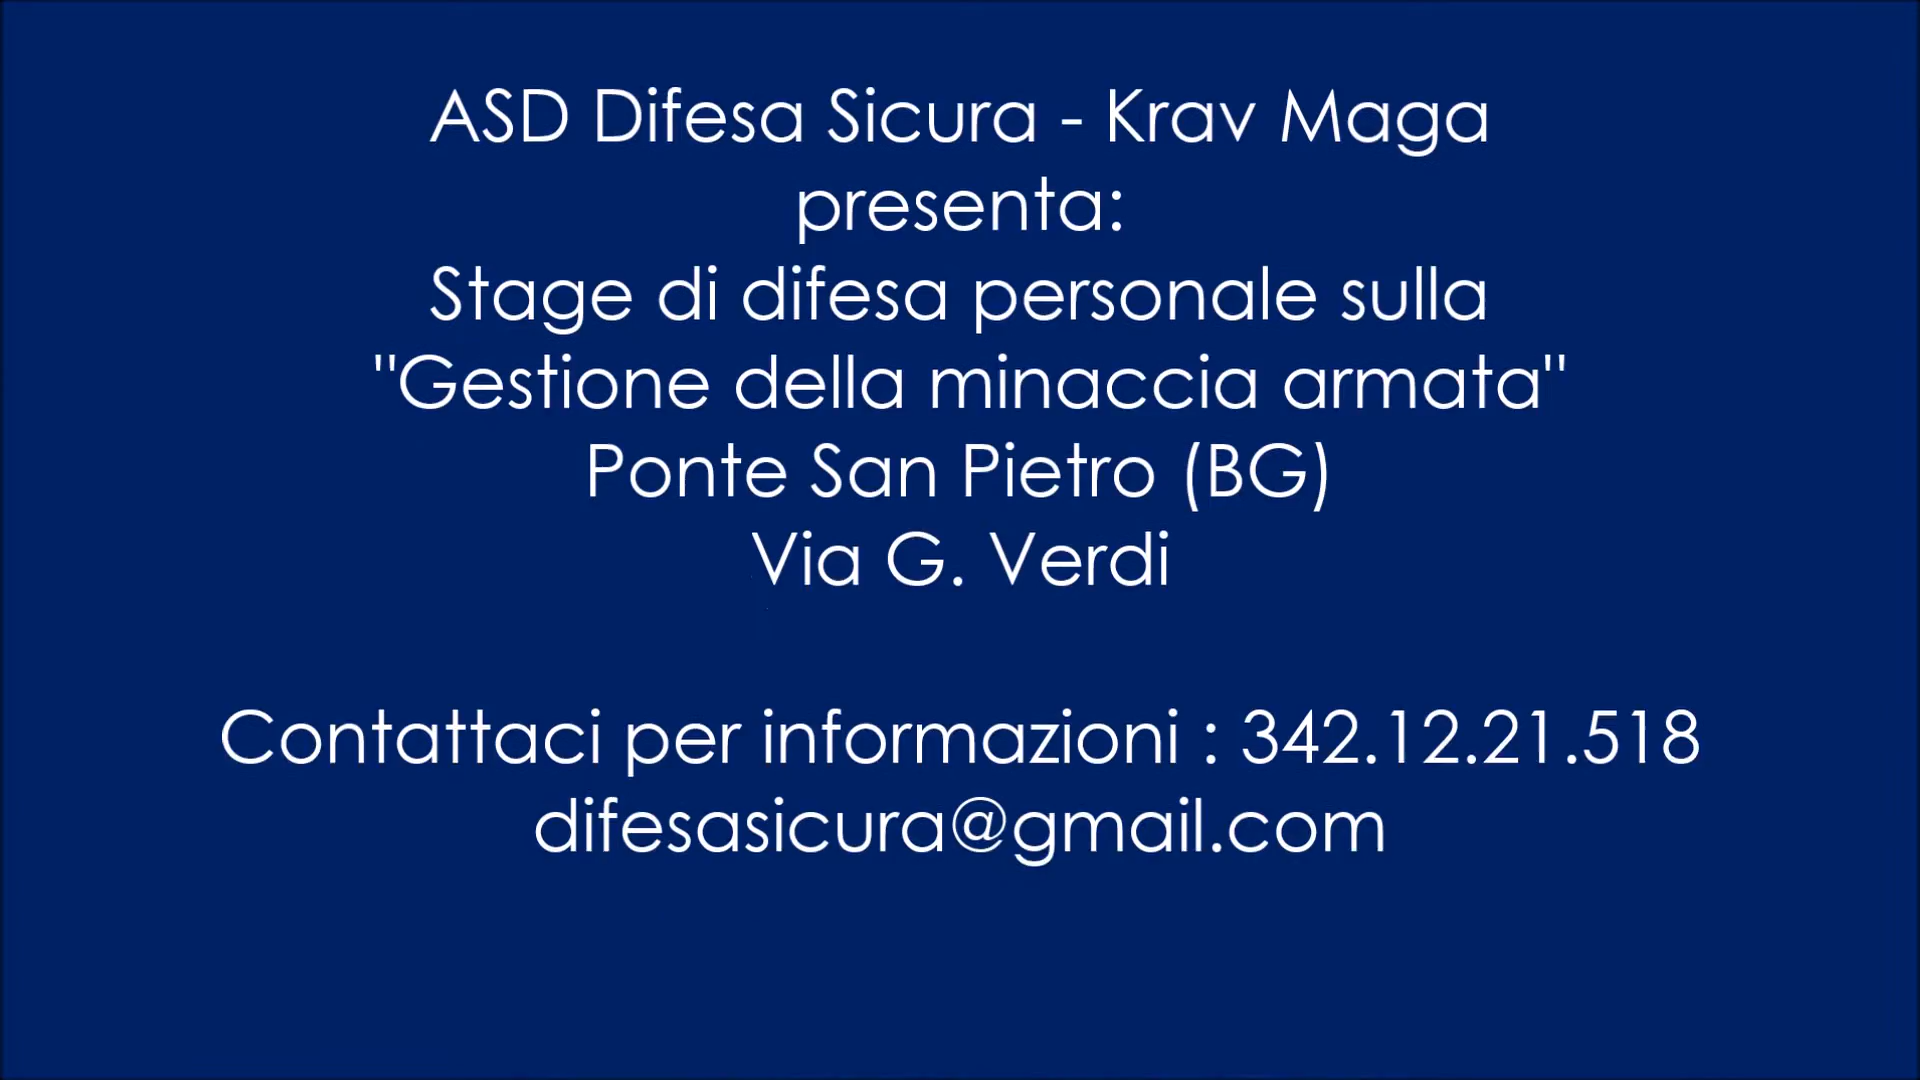 ASD Difesa Sicura - Krav Maga
presenta:
Stage di difesa personale sulla
"Gestione della minaccia armata"
Ponte San Pietro (BG)
Via G. Verdi
Contattaci per informazioni : 342.12.21.518
difesasicura@gmail.com